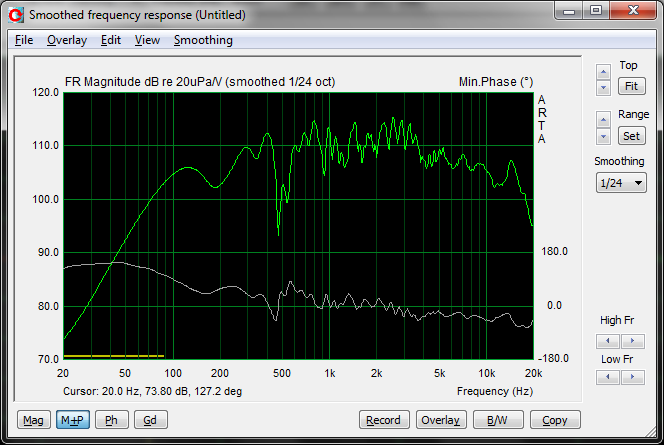 Smoothed frequency response (Untitled)
File Overlay Edit View Smoothing
FR Magnitude dB re 20uPa/V (smoothed 1/24 oct) Min.Phase (°)
120.0
110.0
100.0
90.0
80.0
70.0
ARTA
180.0
0.0
-180.0
20 50 100 200 500 1k 2k 5k 10k 20k
Cursor: 20.0 Hz, 73.80 dB, 127.2 deg Frequency (Hz)
Top
Fit
Range
Set
Smoothing
1/24
High Fr
Low Fr
Mag M+P Ph Gd Record Overlay B/W Copy